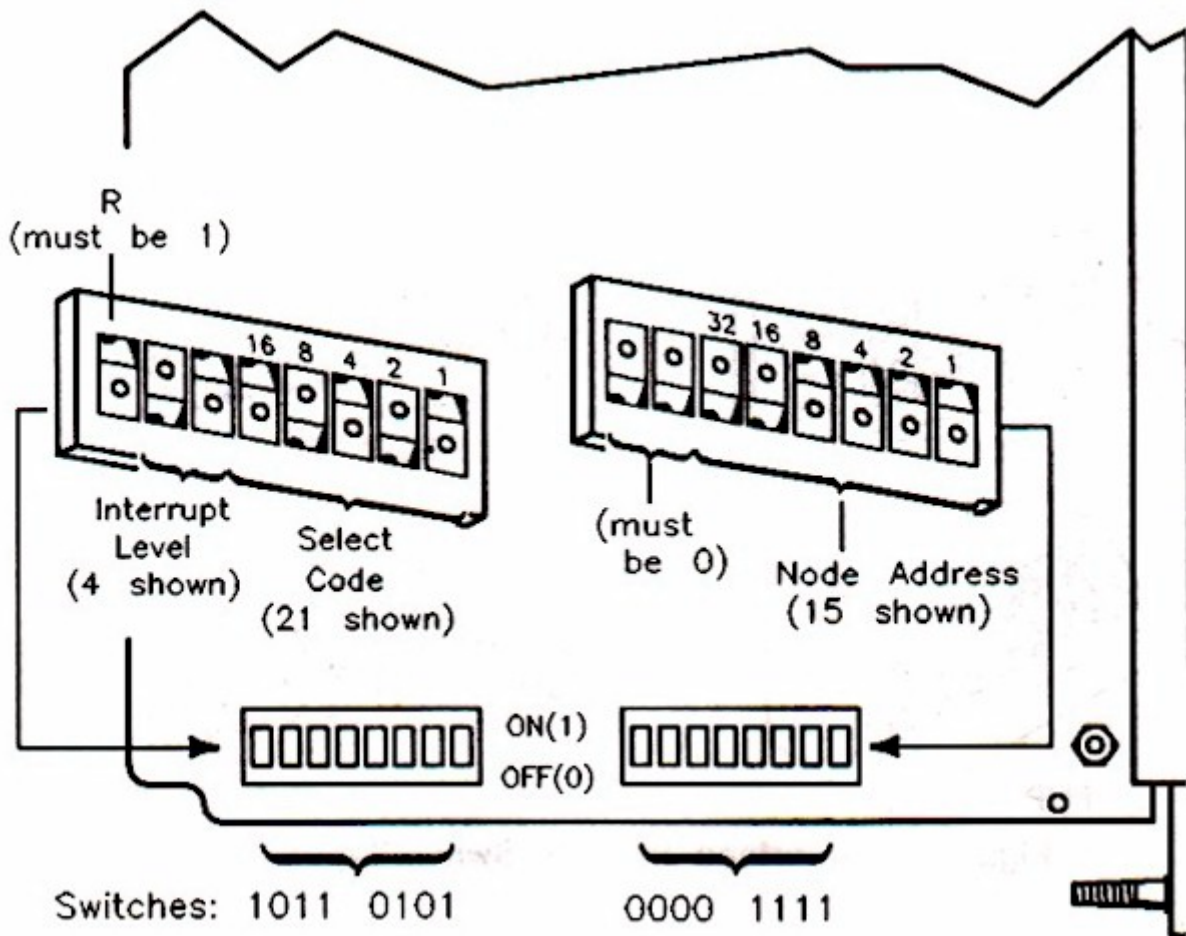 R
(must be 1)
16 8 4 2 1
32 16 8 4 2 1
Interrupt
Level
(4 shown)
Select
Code
(21 shown)
(must
be 0)
Node Address
(15 shown)
ON(1)
OFF(0)
Switches: 1011 0101 0000 1111